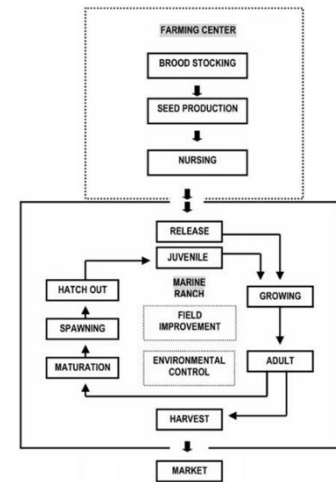 FARMING CENTER
BROOD STOCKING
SEED PRODUCTION
NURSING
RELEASE
JUVENILE
HATCH OUT
MARINE
RANCH
GROWING
FIELD
IMPROVEMENT
SPAWNING
ENVIRONMENTAL
CONTROL
ADULT
MATURATION
HARVEST
MARKET